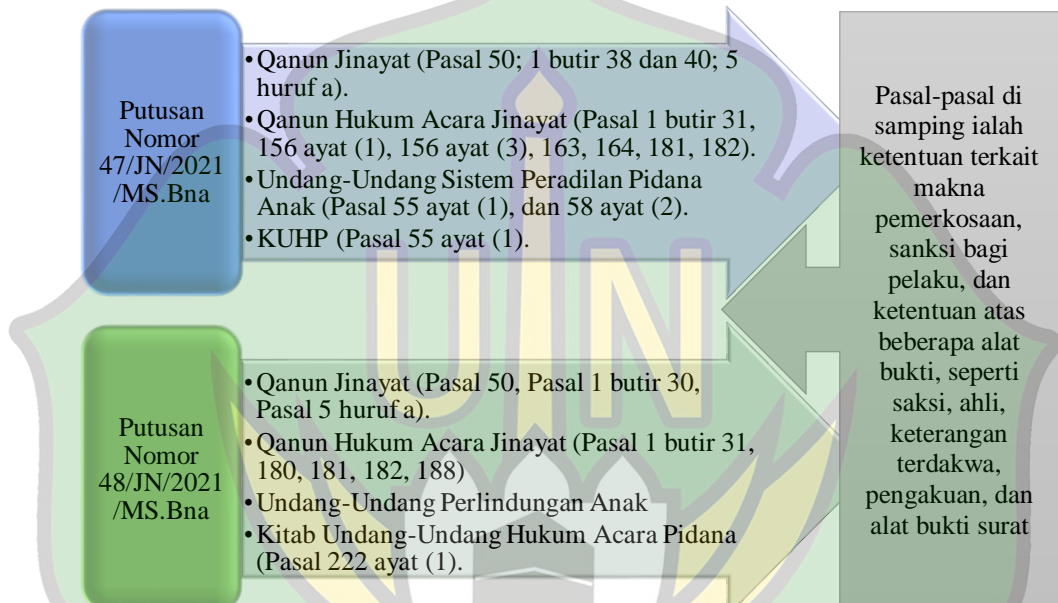 Putusan
Nomor
47/JN/2021
/MS.Bna
•Qanun Jinayat (Pasal 50; 1 butir 38 dan 40; 5
huruf a).
•Qanun Hukum Acara Jinayat (Pasal 1 butir 31,
156 ayat (1), 156 ayat (3), 163, 164, 181, 182).
•Undang-Undang Sistem Peradilan Pidana
Anak (Pasal 55 ayat (1), dan 58 ayat (2).
•KUHP (Pasal 55 ayat (1).
Putusan
Nomor
48/JN/2021
/MS.Bna
•Qanun Jinayat (Pasal 50, Pasal 1 butir 30,
Pasal 5 huruf a).
•Qanun Hukum Acara Jinayat (Pasal 1 butir 31,
180, 181, 182, 188)
•Undang-Undang Perlindungan Anak
•Kitab Undang-Undang Hukum Acara Pidana
(Pasal 222 ayat (1).
Pasal-pasal di
samping ialah
ketentuan terkait
makna
pemerkosaan,
sanksi bagi
pelaku, dan
ketentuan atas
beberapa alat
bukti, seperti
saksi, ahli,
keterangan
terdakwa,
pengakuan, dan
alat bukti surat
UIN